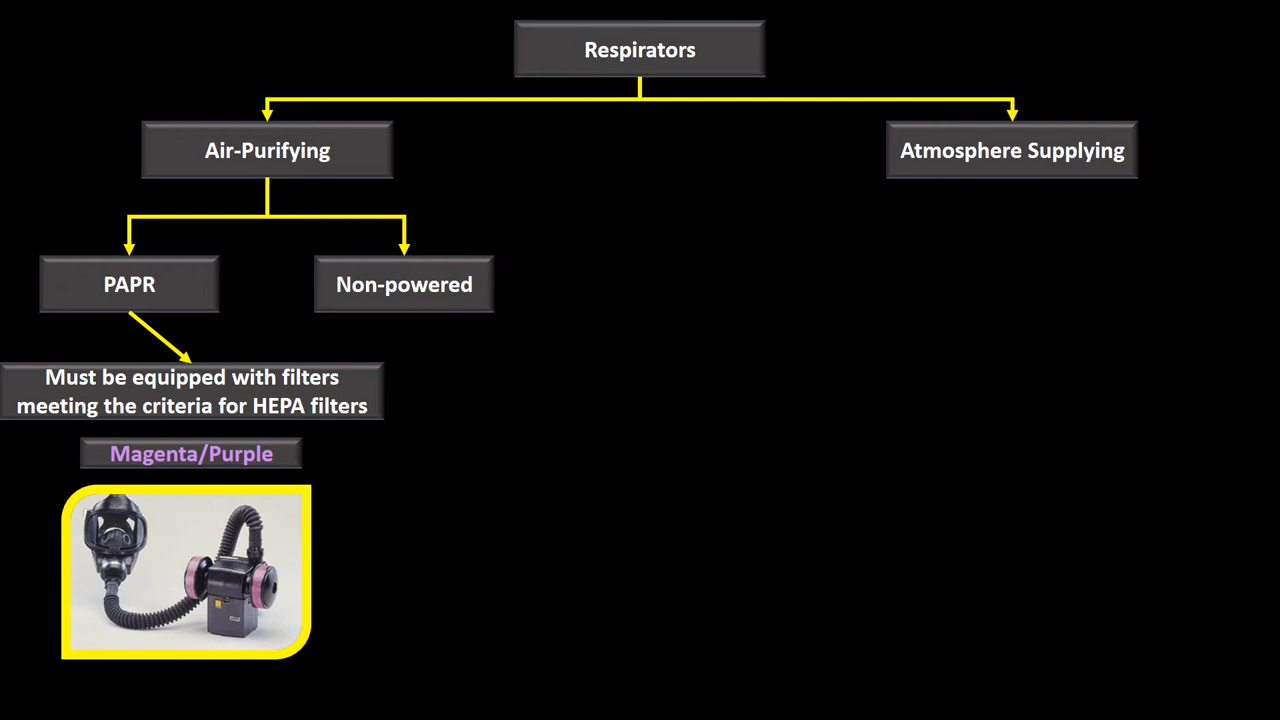 Respirators
Air-Purifying
Atmosphere Supplying
PAPR
Non-powered
Must be equipped with filters
meeting the criteria for HEPA filters
Magenta/Purple